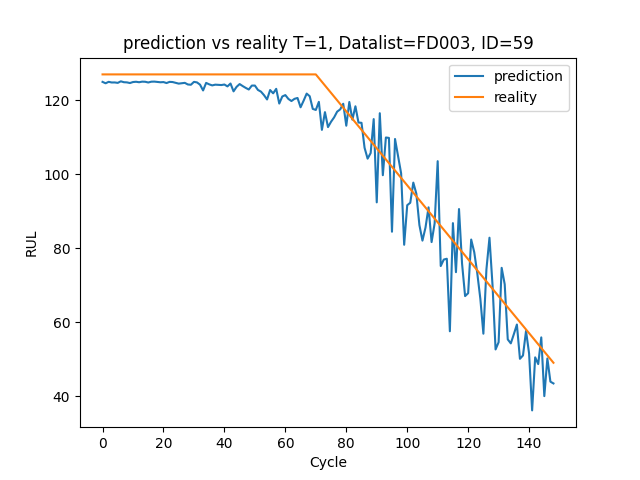 prediction vs reality T=1, Datalist=FD003, ID=59
prediction
reality
120
100
80
60
40
RUL
0 20 40 60 80 100 120 140
Cycle